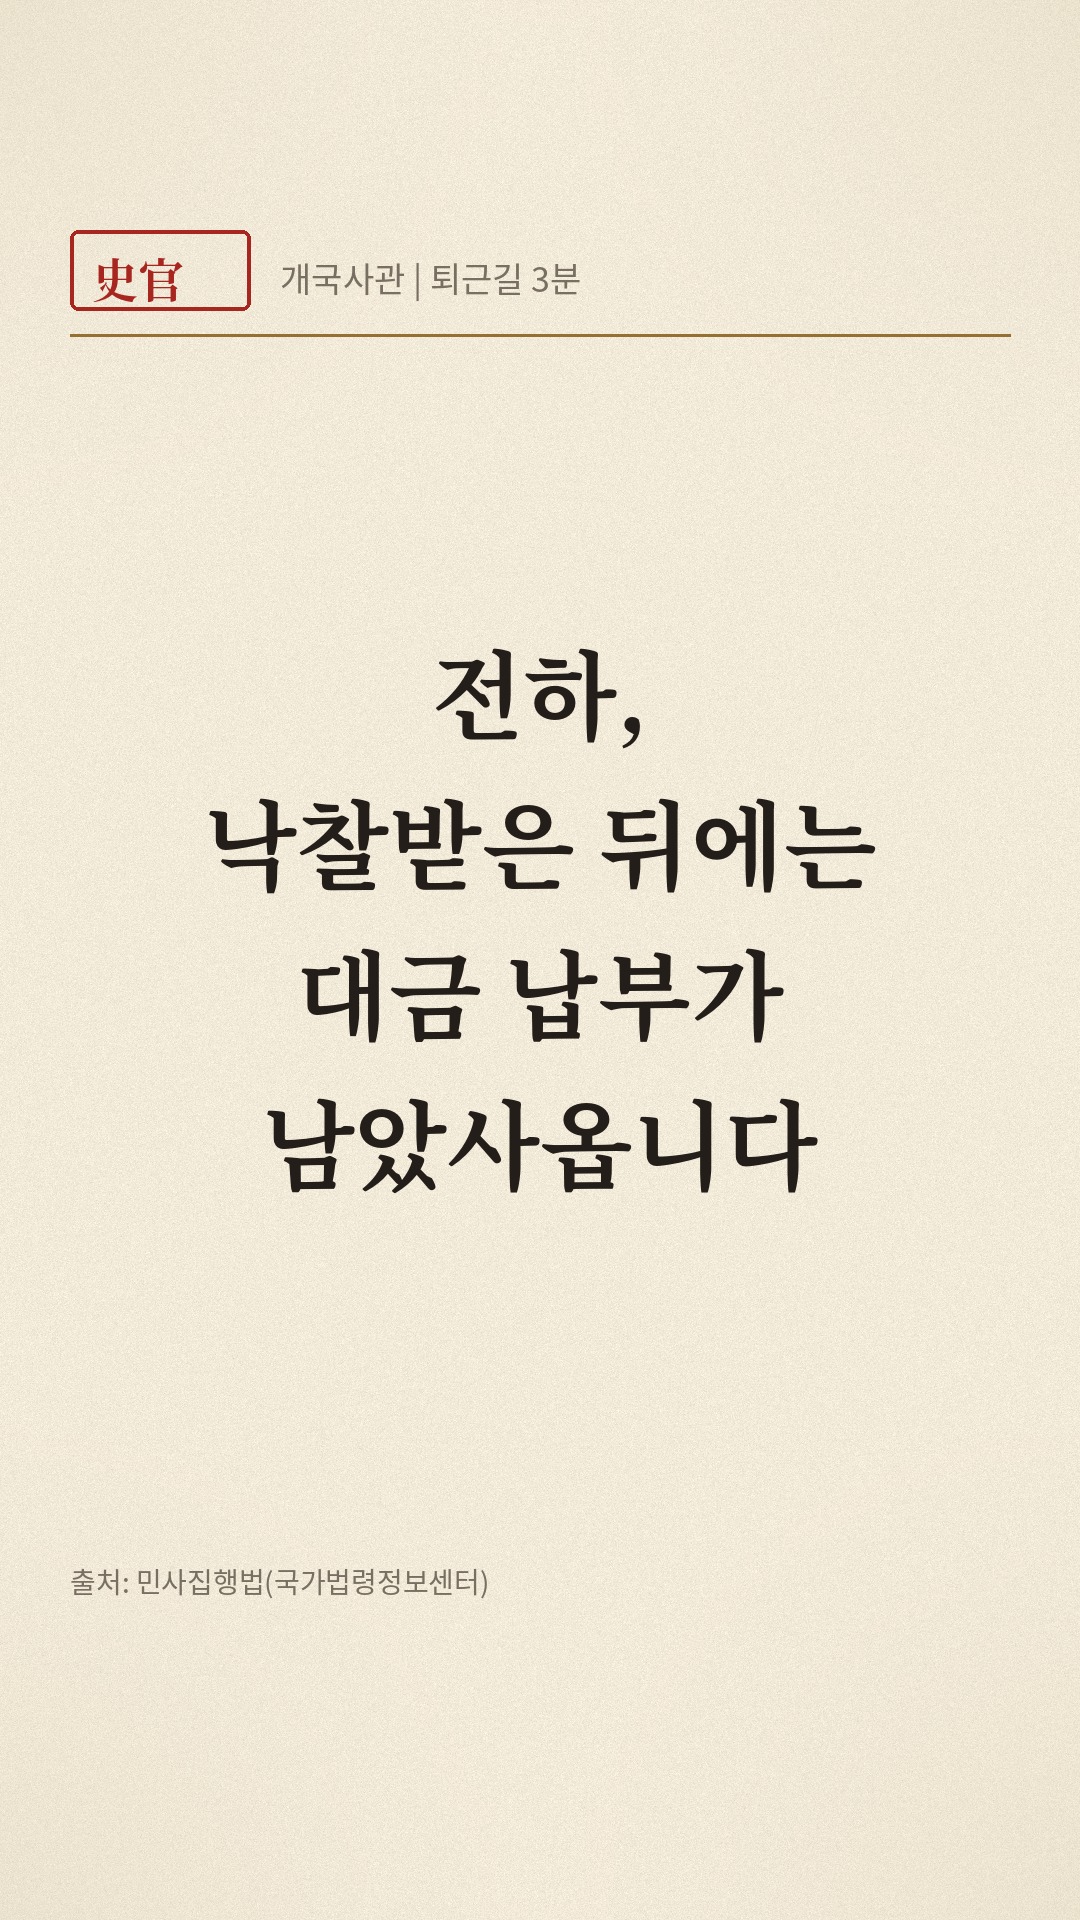 史官
개국사관 | 퇴근길 3분
전하,
낙찰받은 뒤에는
대금 납부가
남았사옵니다
출처: 민사집행법(국가법령정보센터)